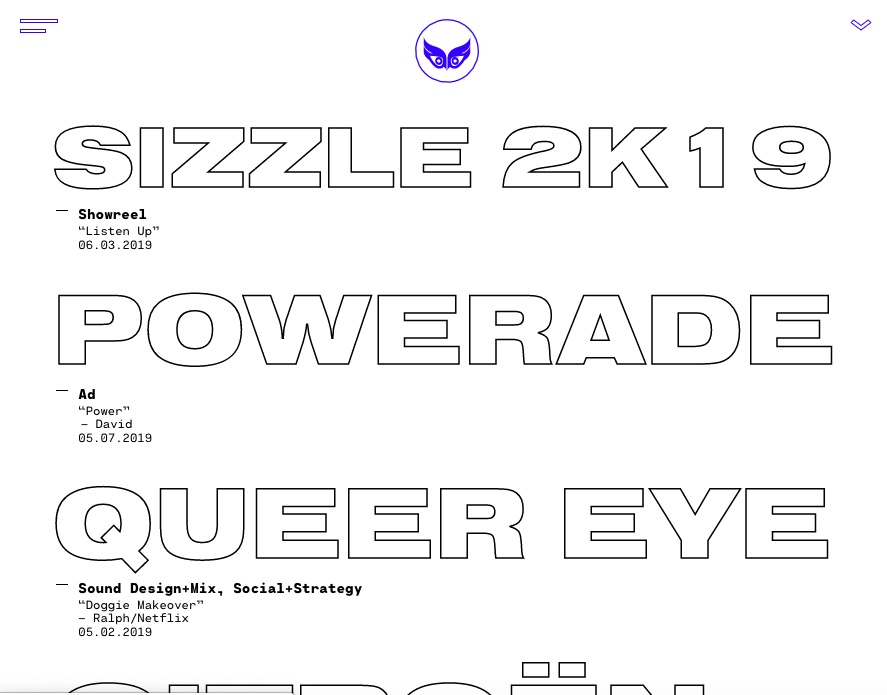 SIZZLE 2K19
— Showreel
“Listen Up”
06.03.2019
POWERADE
— Ad
“Power”
– David
05.07.2019
QUEER EYE
— Sound Design+Mix, Social+Strategy
“Doggie Makeover”
– Ralph/Netflix
05.02.2019